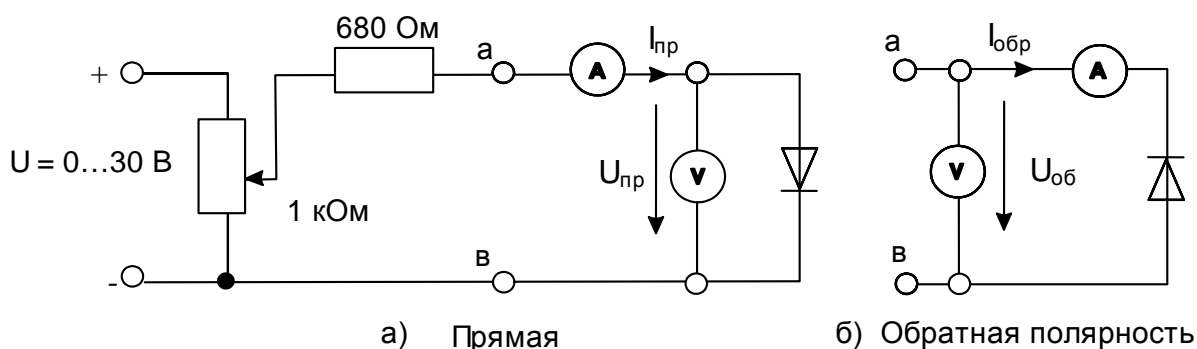 680 Ом
а
A
Iпр
+
U = 0...30 В
1 кОм
Uпр
V
-
в
а) Прямая
а
Iобр
A
V
Uоб
в
б) Обратная полярность